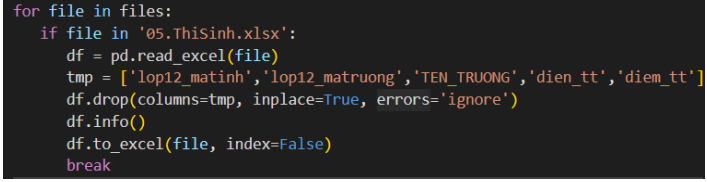 for file in files:
if file in '05.ThiSinh.xlsx':
df = pd.read_excel(file)
tmp = ['lop12_matinh','lop12_matruong','TEN_TRUONG','dien_tt','diem_tt']
df.drop(columns=tmp, inplace=True, errors='ignore')
df.info()
df.to_excel(file, index=False)
break